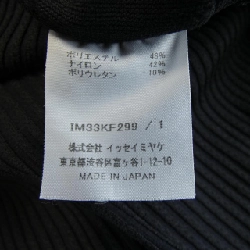 ポリエステル 48%
ナイロン 42%
ポリウレタン 10%
IM33KF299 / 1
株式会社 イッセイミヤケ
東京都渋谷区富ヶ谷1-12-10
MADE IN JAPAN